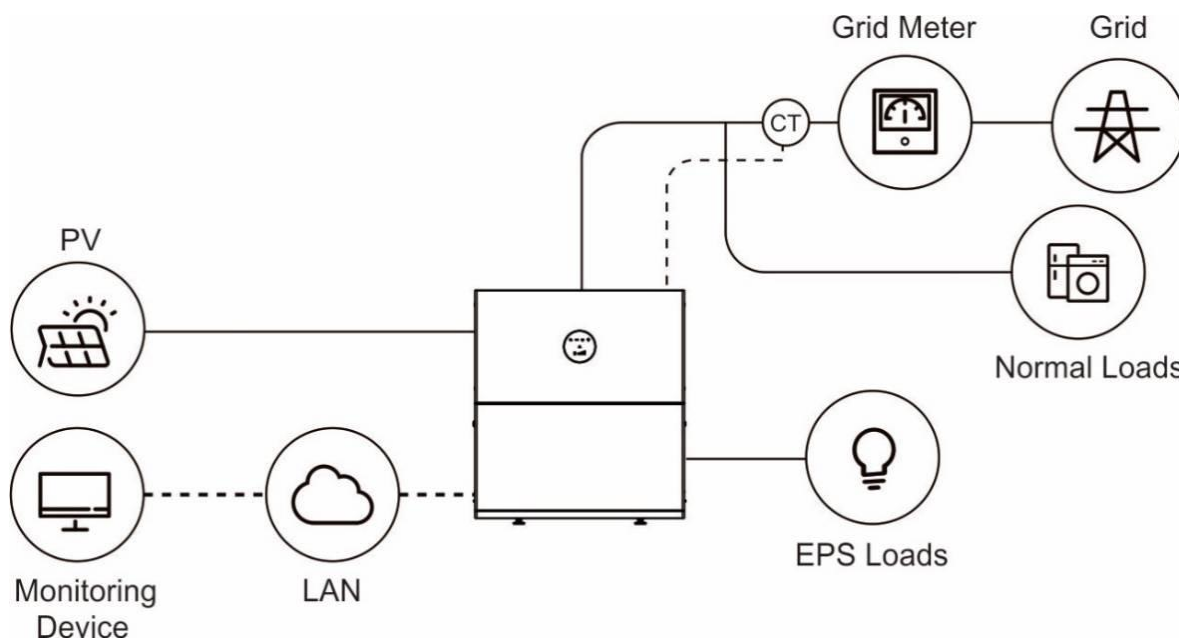 Grid Meter
Grid
CT
PV
Normal Loads
EPS Loads
Monitoring
Device
LAN